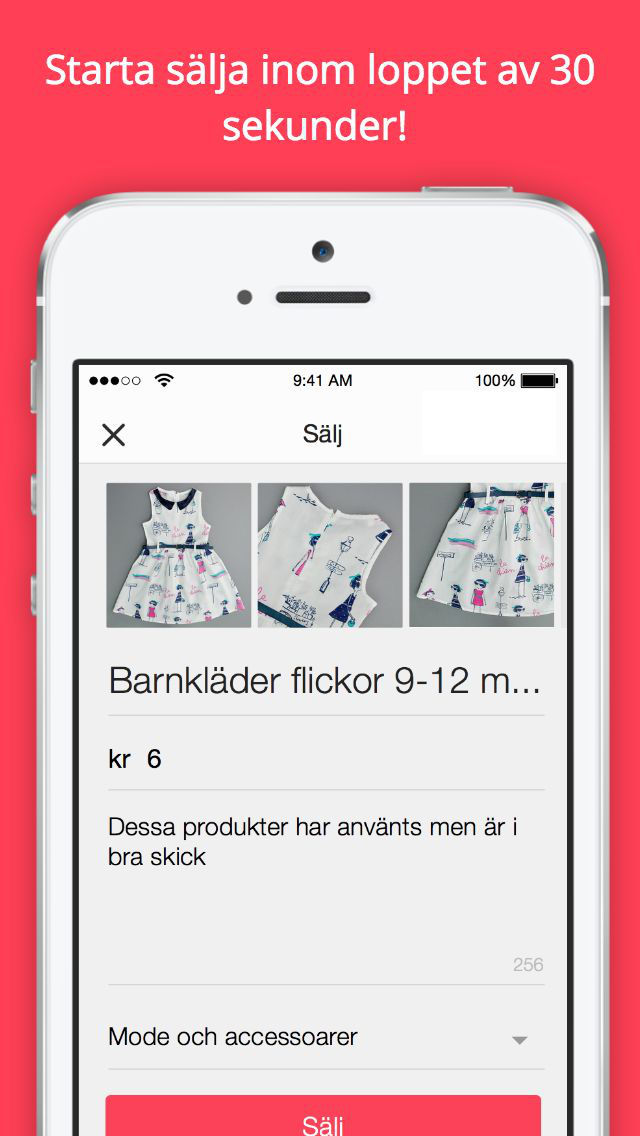 Starta sälja inom loppet av 30
sekunder!
9:41 AM
100%
Sälj
Barnkläder flickor 9-12 m...
kr 6
Dessa produkter har använts men är i
bra skick
256
Mode och accessoarer
Sälj